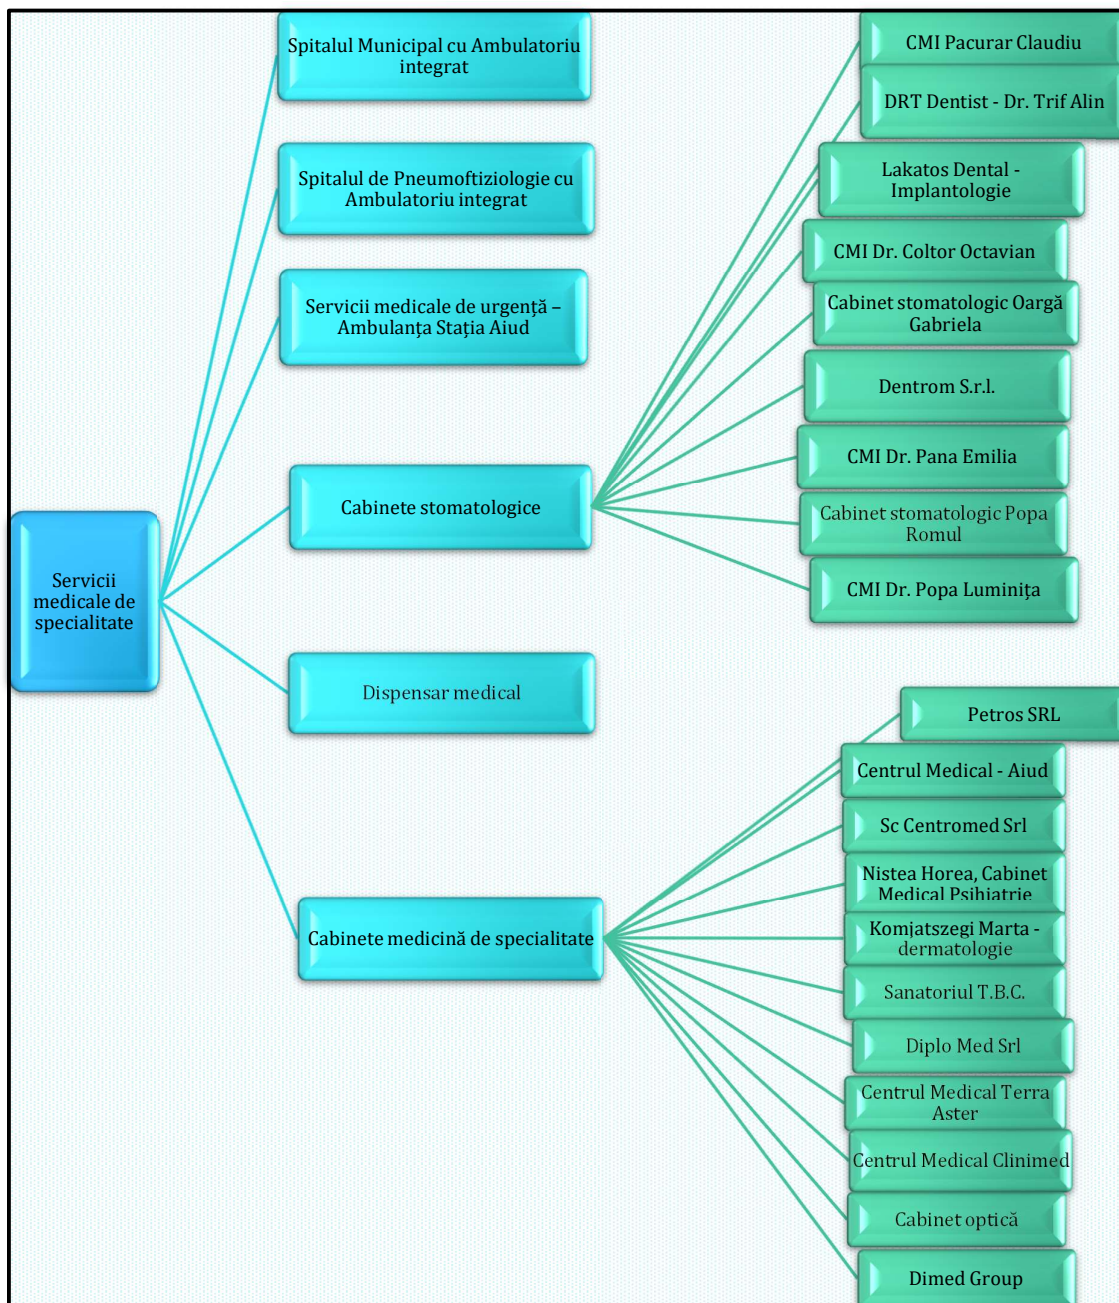 Servicii
medicale de
specialitate
Spitalul Municipal cu Ambulatoriu
integrat
Spitalul de Pneumoftiziologie cu
Ambulatoriu integrat
Servicii medicale de urgență –
Ambulanța Stația Aiud
Cabinete stomatologice
CMI Pacurar Claudiu
DRT Dentist - Dr. Trif Alin
Lakatos Dental -
Implantologie
CMI Dr. Coltor Octavian
Cabinet stomatologic Oargă
Gabriela
Dentrom S.r.l.
CMI Dr. Pana Emilia
Cabinet stomatologic Popa
Romul
CMI Dr. Popa Luminița
Dispensar medical
Cabinete medicină de specialitate
Petros SRL
Centrul Medical - Aiud
Sc Centromed Srl
Nistea Horea, Cabinet
Medical Psihiatrie
Komjatszegi Marta -
dermatologie
Sanatoriul T.B.C.
Diplo Med Srl
Centrul Medical Terra
Aster
Centrul Medical Clinimed
Cabinet optică
Dimed Group